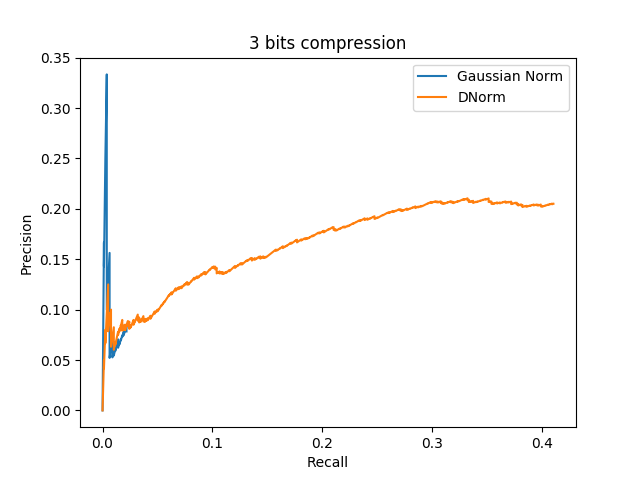 3 bits compression
Gaussian Norm
DNorm
0.35
0.30
0.25
0.20
0.15
0.10
0.05
0.00
Precision
0.0 0.1 0.2 0.3 0.4
Recall